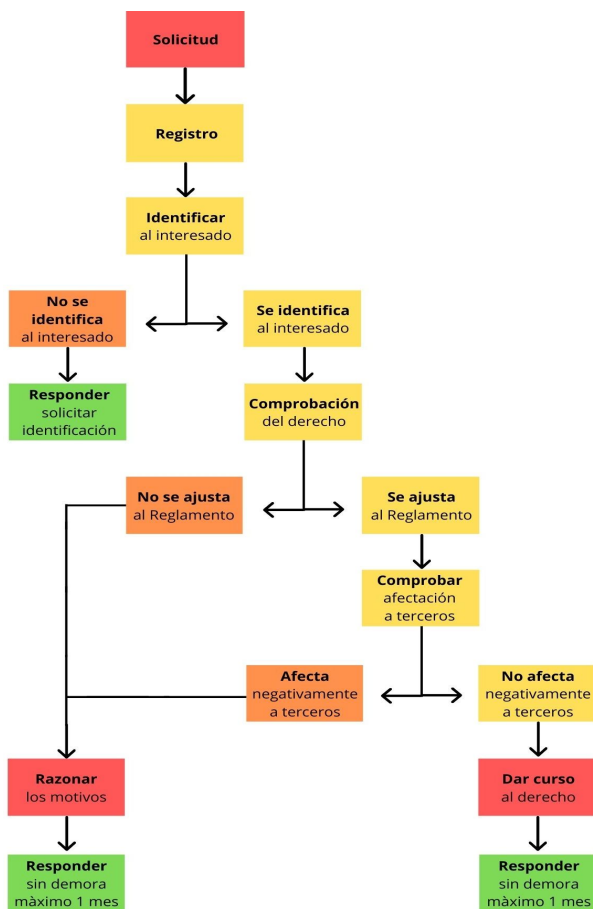 Solicitud
Registro
Identificar
al interesado
No se
identifica
al interesado
Se identifica
al interesado
Responder
solicitar
identificación
Comprobación
del derecho
No se ajusta
al Reglamento
Se ajusta
al Reglamento
Comprobar
afectación
a terceros
Afecta
negativamente
a terceros
No afecta
negativamente
a terceros
Razonar
los motivos
Dar curso
al derecho
Responder
sin demora
màximo 1 mes
Responder
sin demora
màximo 1 mes